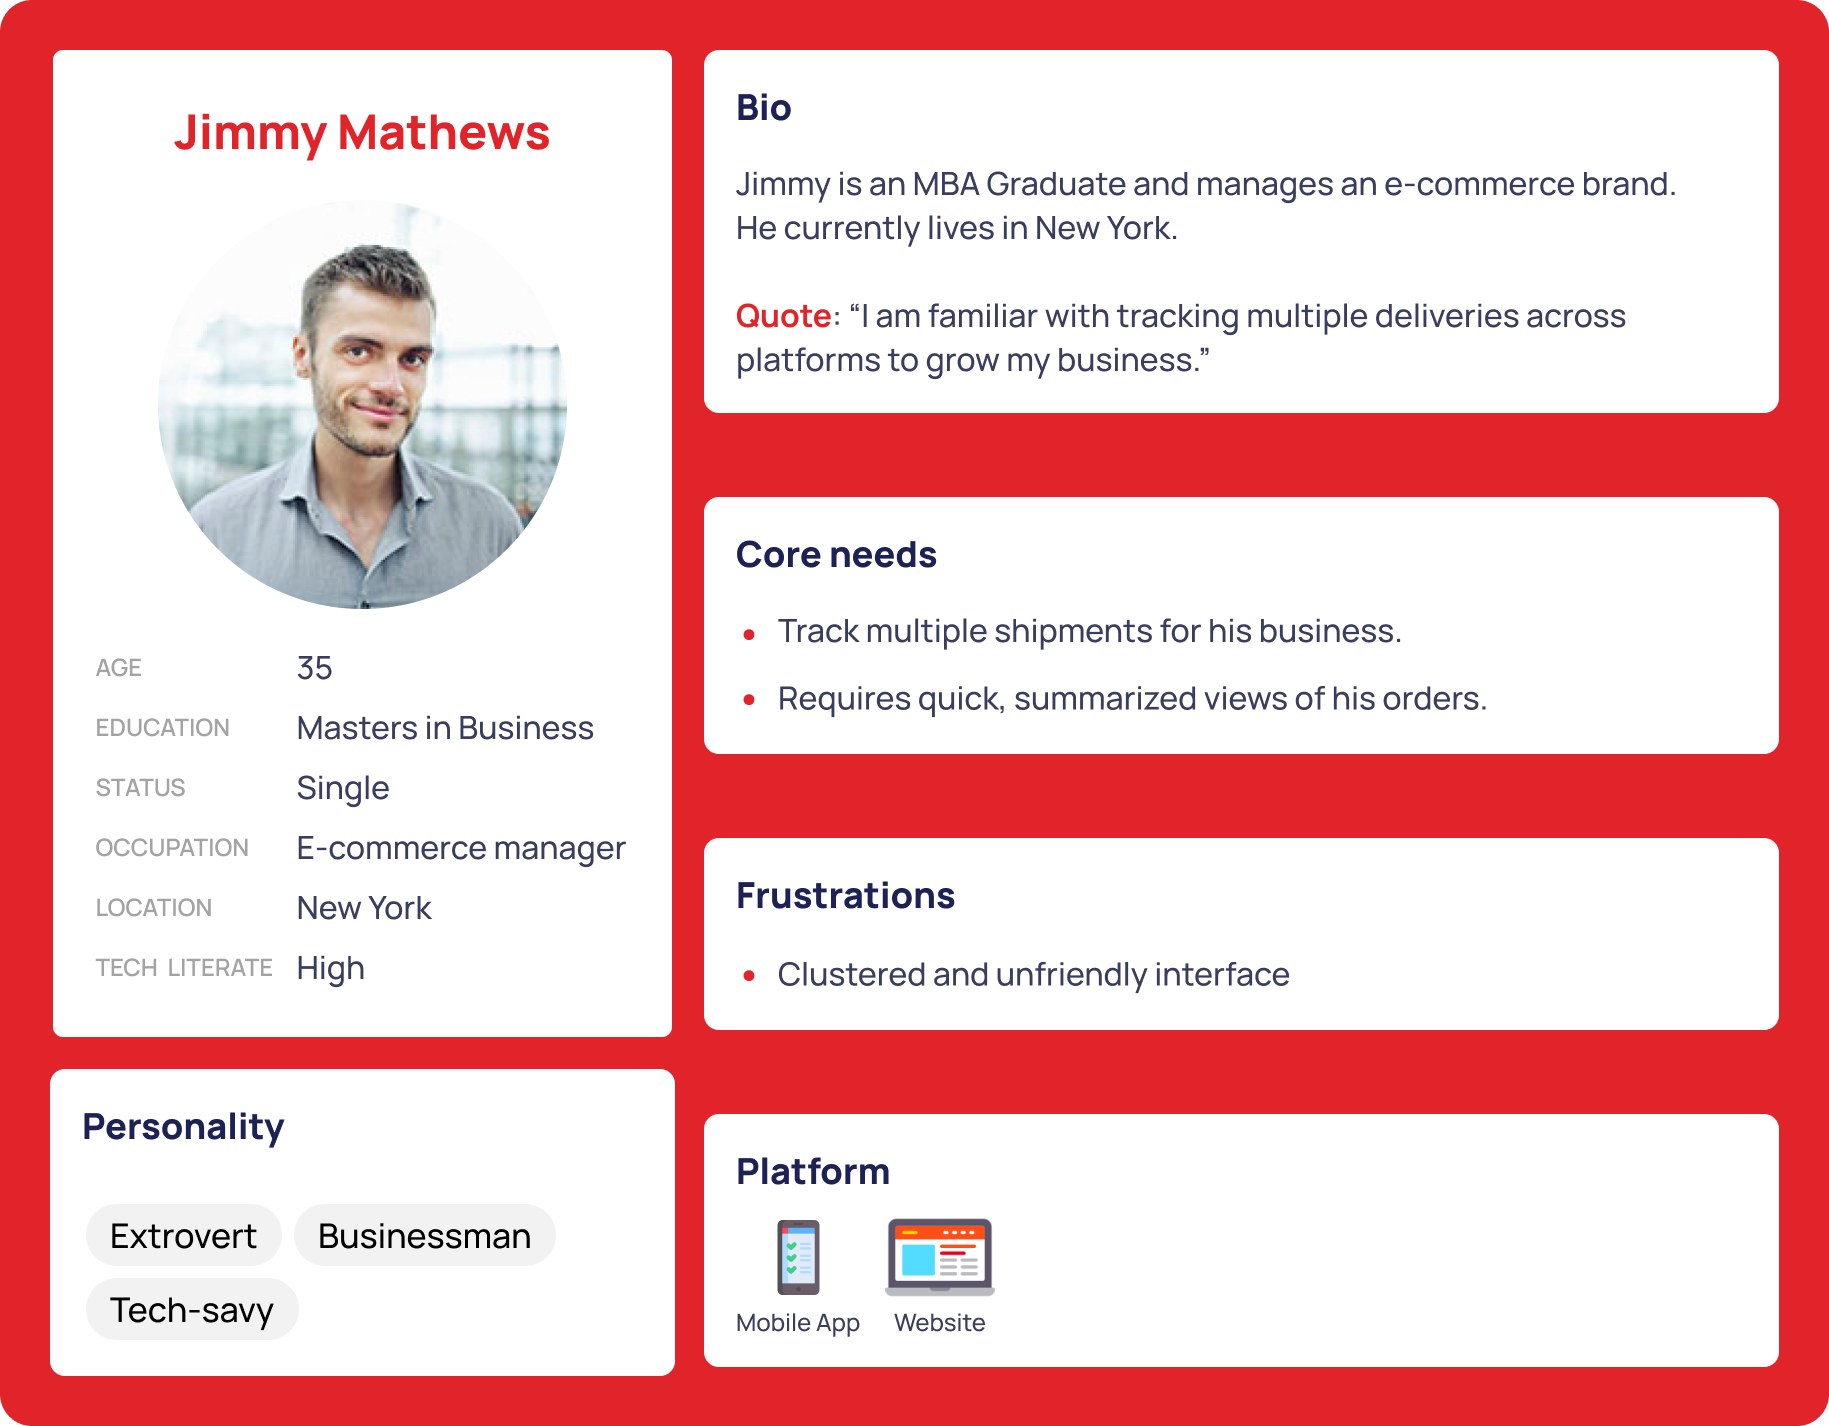 Jimmy Mathews
AGE 35
EDUCATION Masters in Business
STATUS Single
OCCUPATION E-commerce manager
LOCATION New York
TECH LITERATE High
Personality
Extrovert Businessman
Tech-savy
Bio
Jimmy is an MBA Graduate and manages an e-commerce brand.
He currently lives in New York.
Quote: “I am familiar with tracking multiple deliveries across
platforms to grow my business.”
Core needs
• Track multiple shipments for his business.
• Requires quick, summarized views of his orders.
Frustrations
• Clustered and unfriendly interface
Platform
Mobile App Website